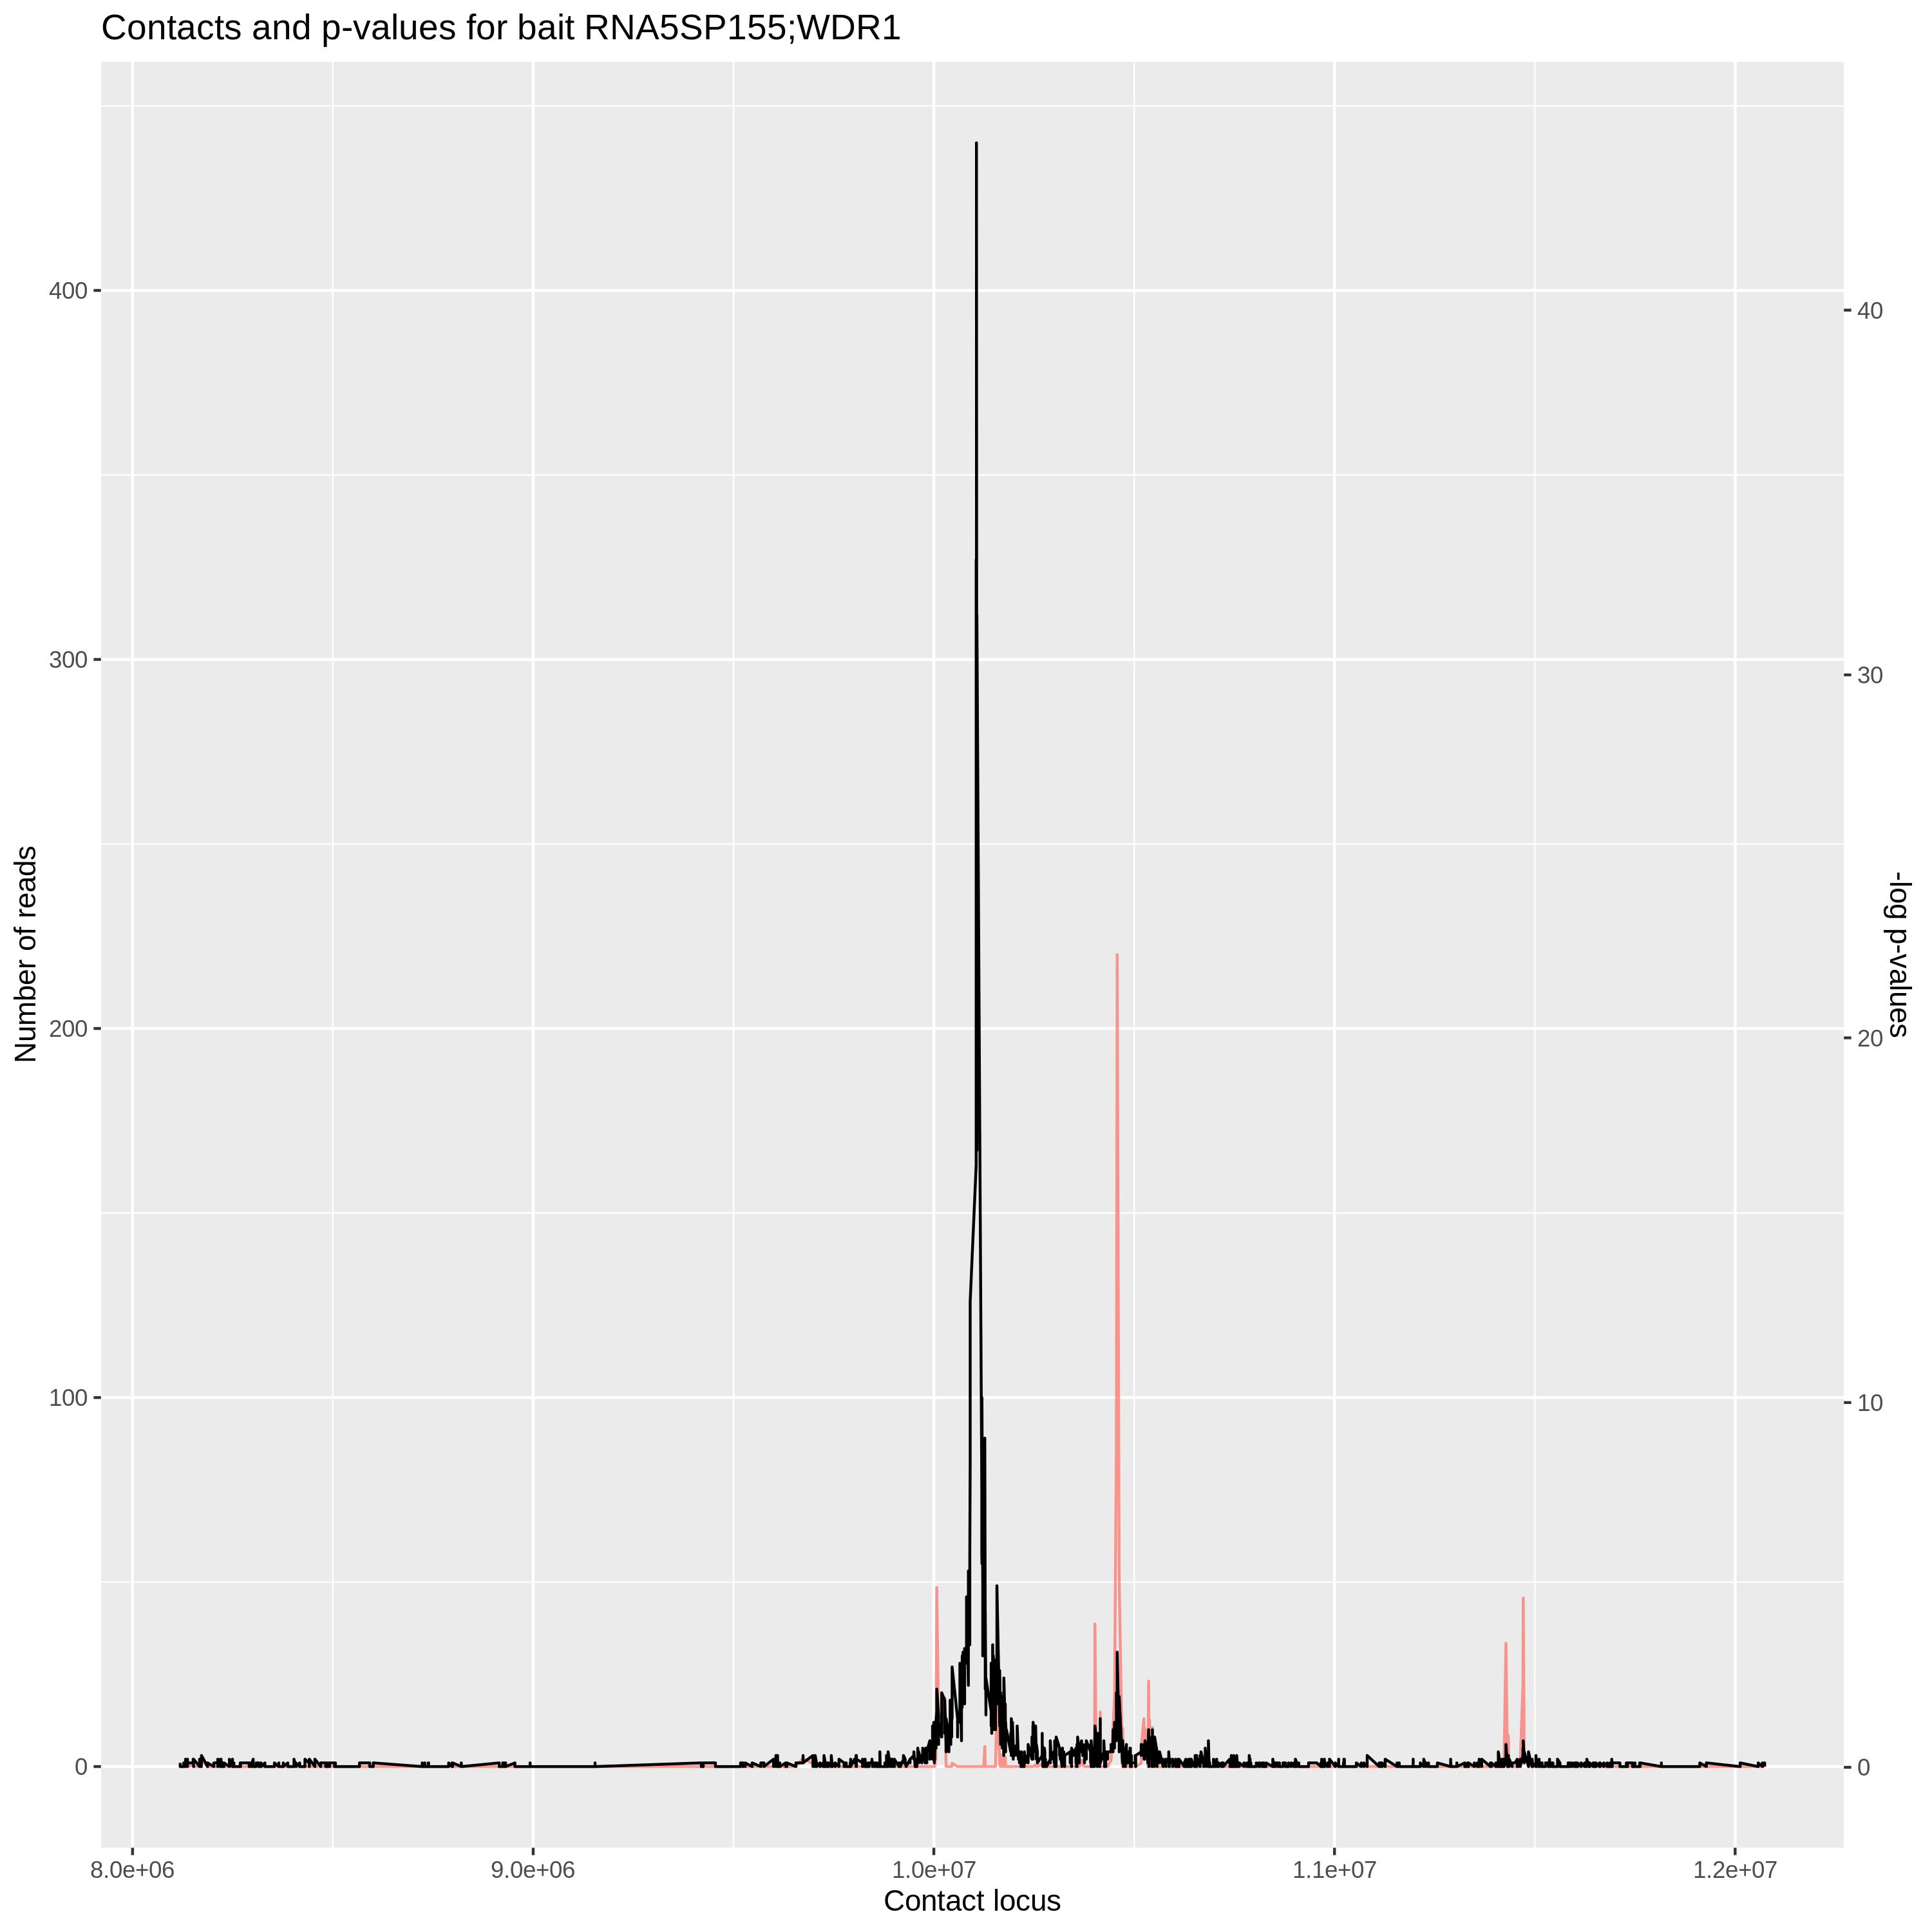 Contacts and p-values for bait RNA5SP155;WDR1
Number of reads
400
300
200
100
0
40
30
20
10
0
-log p-values
8.0e+06
9.0e+06
1.0e+07
1.1e+07
1.2e+07
Contact locus